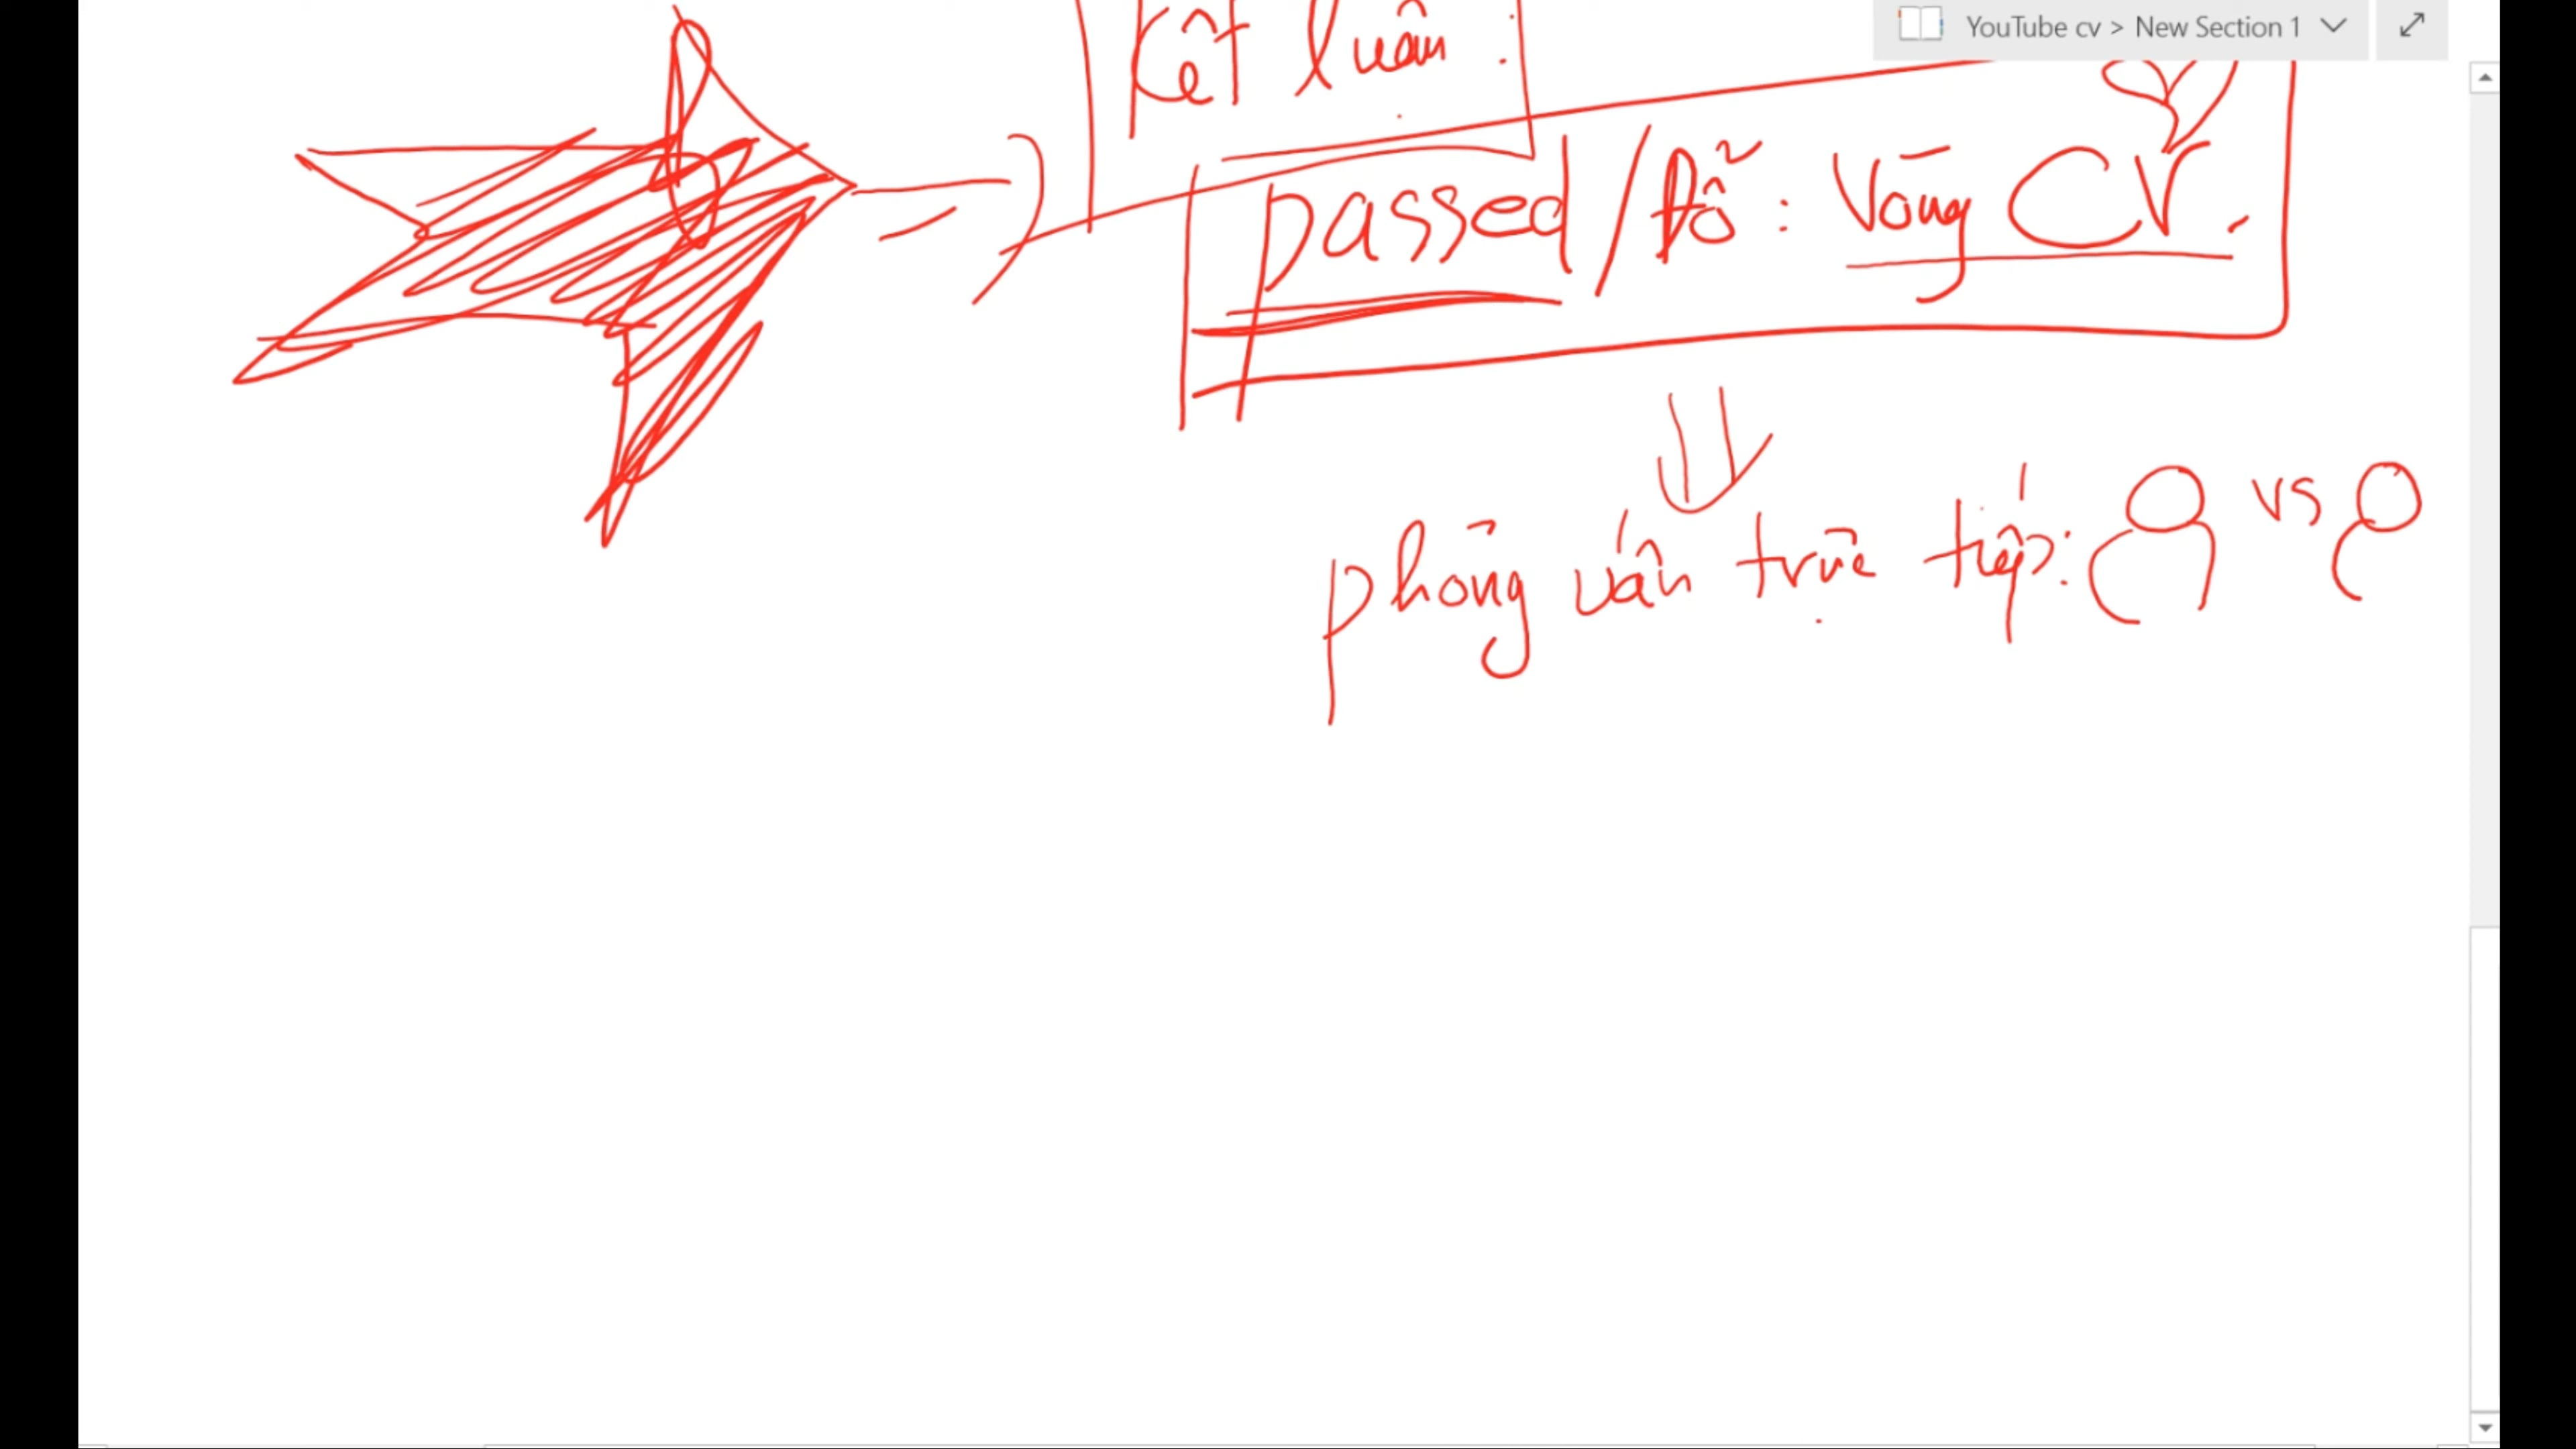 YouTube cv > New Section 1
Kết luận :
passed/đỗ: Vòng CV.
phỏng vấn trực tiếp: vs